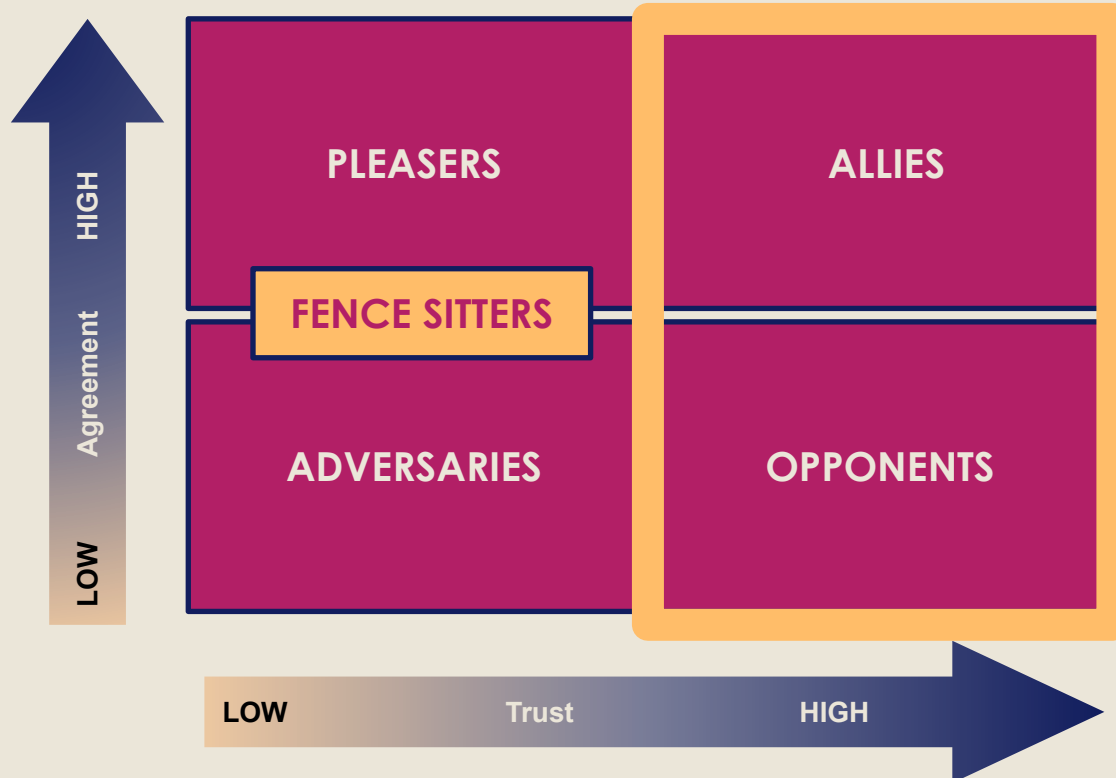 PLEASERS
ALLIES
FENCE SITTERS
ADVERSARIES
OPPONENTS
HIGH
Agreement
LOW
LOW
Trust
HIGH